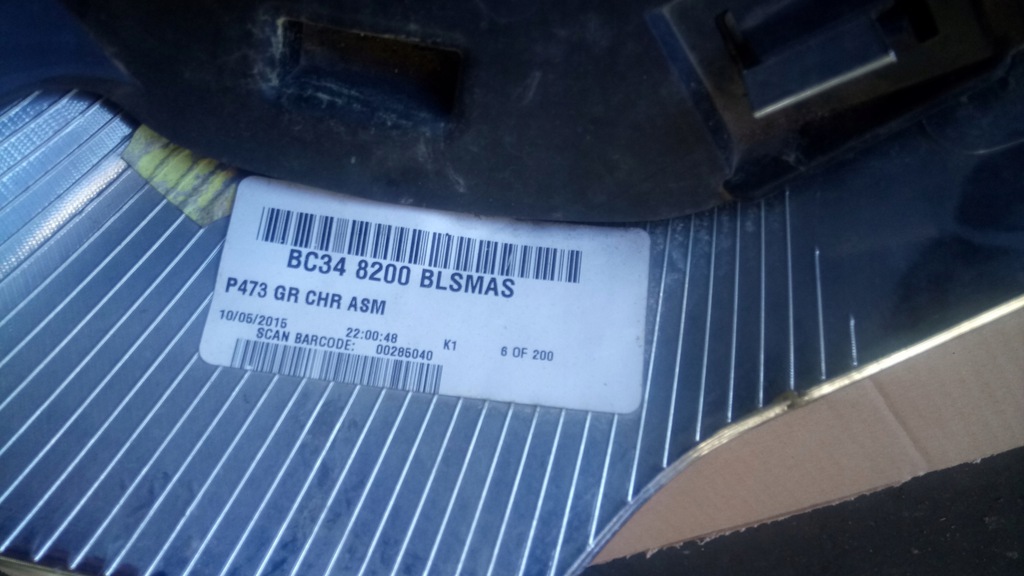 BC34 8200 BLSMAS
P473 GR CHR ASM
10/05/2015 22:00:48 K1 6 OF 200
SCAN BARCODE: 00285040